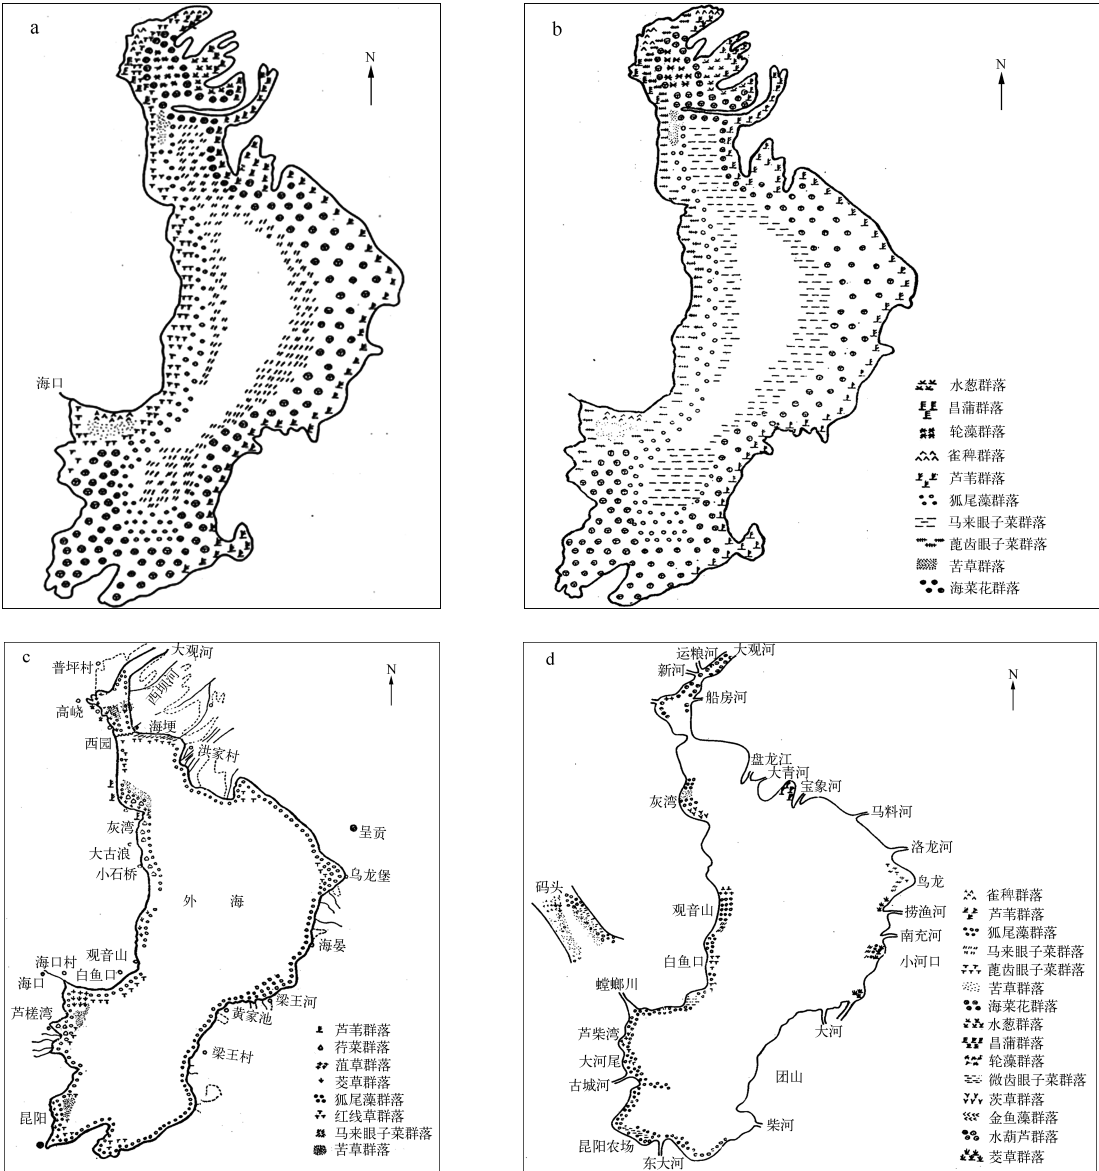 a
N
海口
b
N
水葱群落
昌蒲群落
轮藻群落
雀稗群落
芦苇群落
狐尾藻群落
马来眼子菜群落
蓖齿眼子菜群落
苦草群落
海菜花群落
c
N
大观河
普坪村
西坝河
高峣
海埂
西园
洪家村
灰湾
呈贡
大古浪
小石桥
乌龙堡
外海
海晏
观音山
海口村
白鱼口
海口
芦槎湾
梁王河
黄家池
梁王村
昆阳
芦苇群落
荇菜群落
菹草群落
茭草群落
狐尾藻群落
红线草群落
马来眼子菜群落
苦草群落
d
N
运粮河
大观河
新河
船房河
盘龙江
大青河
宝象河
灰湾
马料河
洛龙河
乌龙
码头
捞渔河
观音山
南充河
小河口
白鱼口
螳螂川
大河
芦柴湾
大河尾
古城河
团山
柴河
昆阳农场
东大河
雀稗群落
芦苇群落
狐尾藻群落
马来眼子菜群落
蓖齿眼子菜群落
苦草群落
海菜花群落
水葱群落
昌蒲群落
轮藻群落
微齿眼子菜群落
茨草群落
金鱼藻群落
水葫芦群落
茭草群落